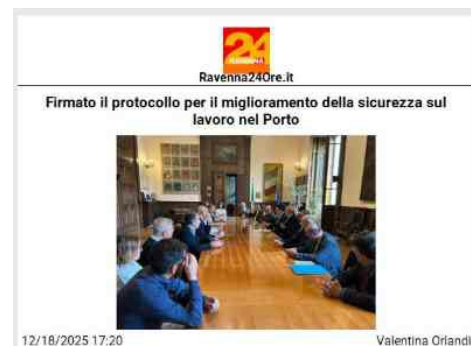 24
RAVENNA
Ravenna24Ore.it
Firmato il protocollo per il miglioramento della sicurezza sul
lavoro nel Porto
12/18/2025 17:20
Valentina Orlandi